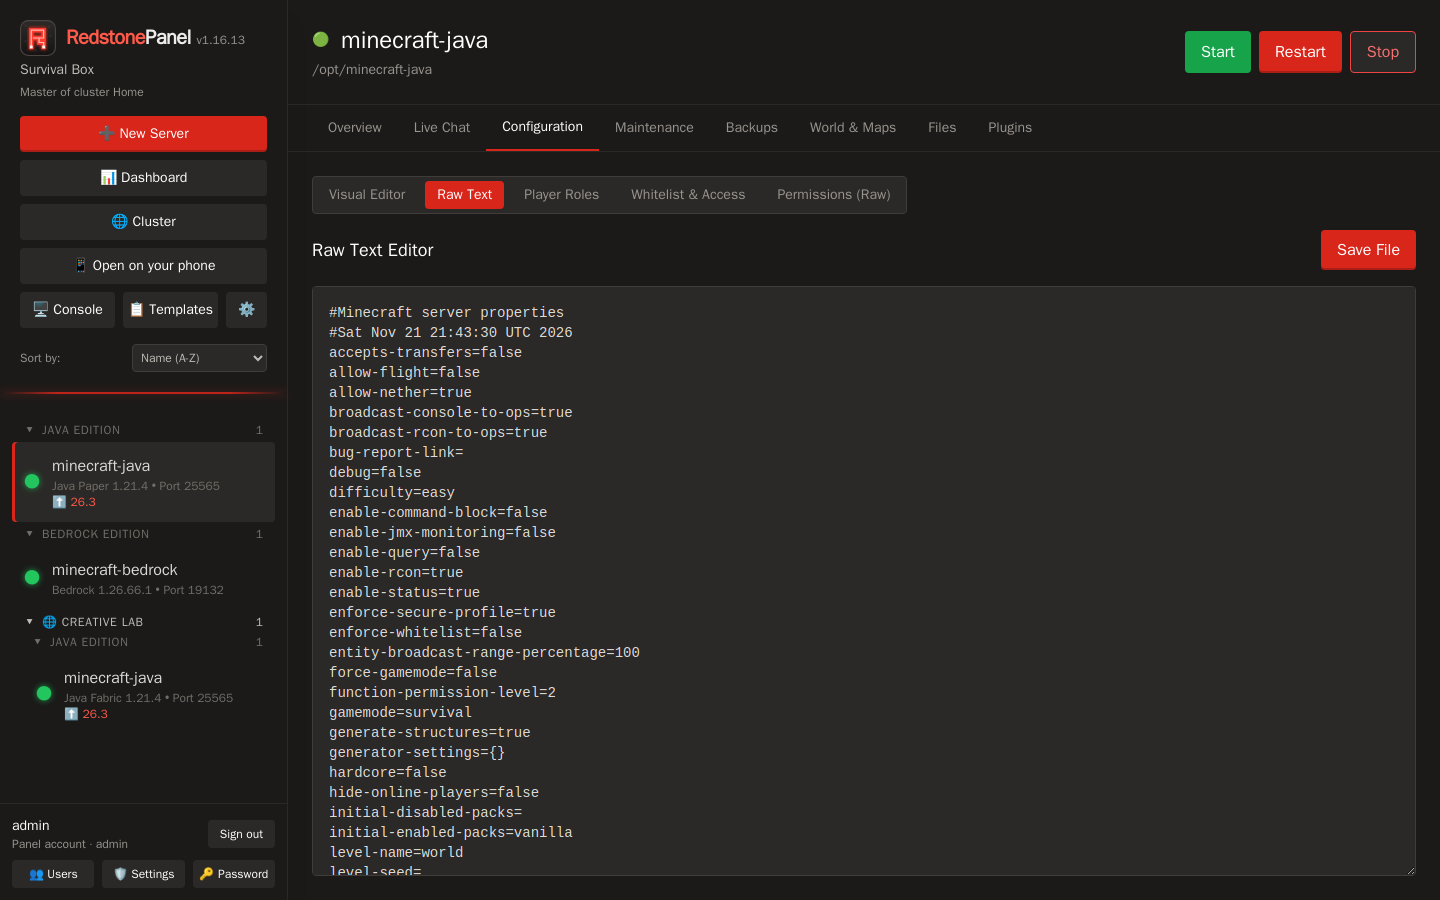 RedstonePanel v1.16.13
Survival Box
Master of cluster Home
➕ New Server
📊 Dashboard
🌐 Cluster
📱 Open on your phone
🖥️ Console
📋 Templates
⚙️
Sort by:
Name (A-Z)
▼ JAVA EDITION 1
minecraft-java
Java Paper 1.21.4 • Port 25565
⬆️ 26.3
▼ BEDROCK EDITION 1
minecraft-bedrock
Bedrock 1.26.66.1 • Port 19132
▼ 🌐 CREATIVE LAB 1
▼ JAVA EDITION 1
minecraft-java
Java Fabric 1.21.4 • Port 25565
⬆️ 26.3
admin
Panel account · admin
Sign out
👥 Users
🛡️ Settings
🔑 Password
minecraft-java
/opt/minecraft-java
Start
Restart
Stop
Overview
Live Chat
Configuration
Maintenance
Backups
World & Maps
Files
Plugins
Visual Editor
Raw Text
Player Roles
Whitelist & Access
Permissions (Raw)
Raw Text Editor
Save File
#Minecraft server properties
#Sat Nov 21 21:43:30 UTC 2026
accepts-transfers=false
allow-flight=false
allow-nether=true
broadcast-console-to-ops=true
broadcast-rcon-to-ops=true
bug-report-link=
debug=false
difficulty=easy
enable-command-block=false
enable-jmx-monitoring=false
enable-query=false
enable-rcon=true
enable-status=true
enforce-secure-profile=true
enforce-whitelist=false
entity-broadcast-range-percentage=100
force-gamemode=false
function-permission-level=2
gamemode=survival
generate-structures=true
generator-settings={}
hardcore=false
hide-online-players=false
initial-disabled-packs=
initial-enabled-packs=vanilla
level-name=world
level-seed=